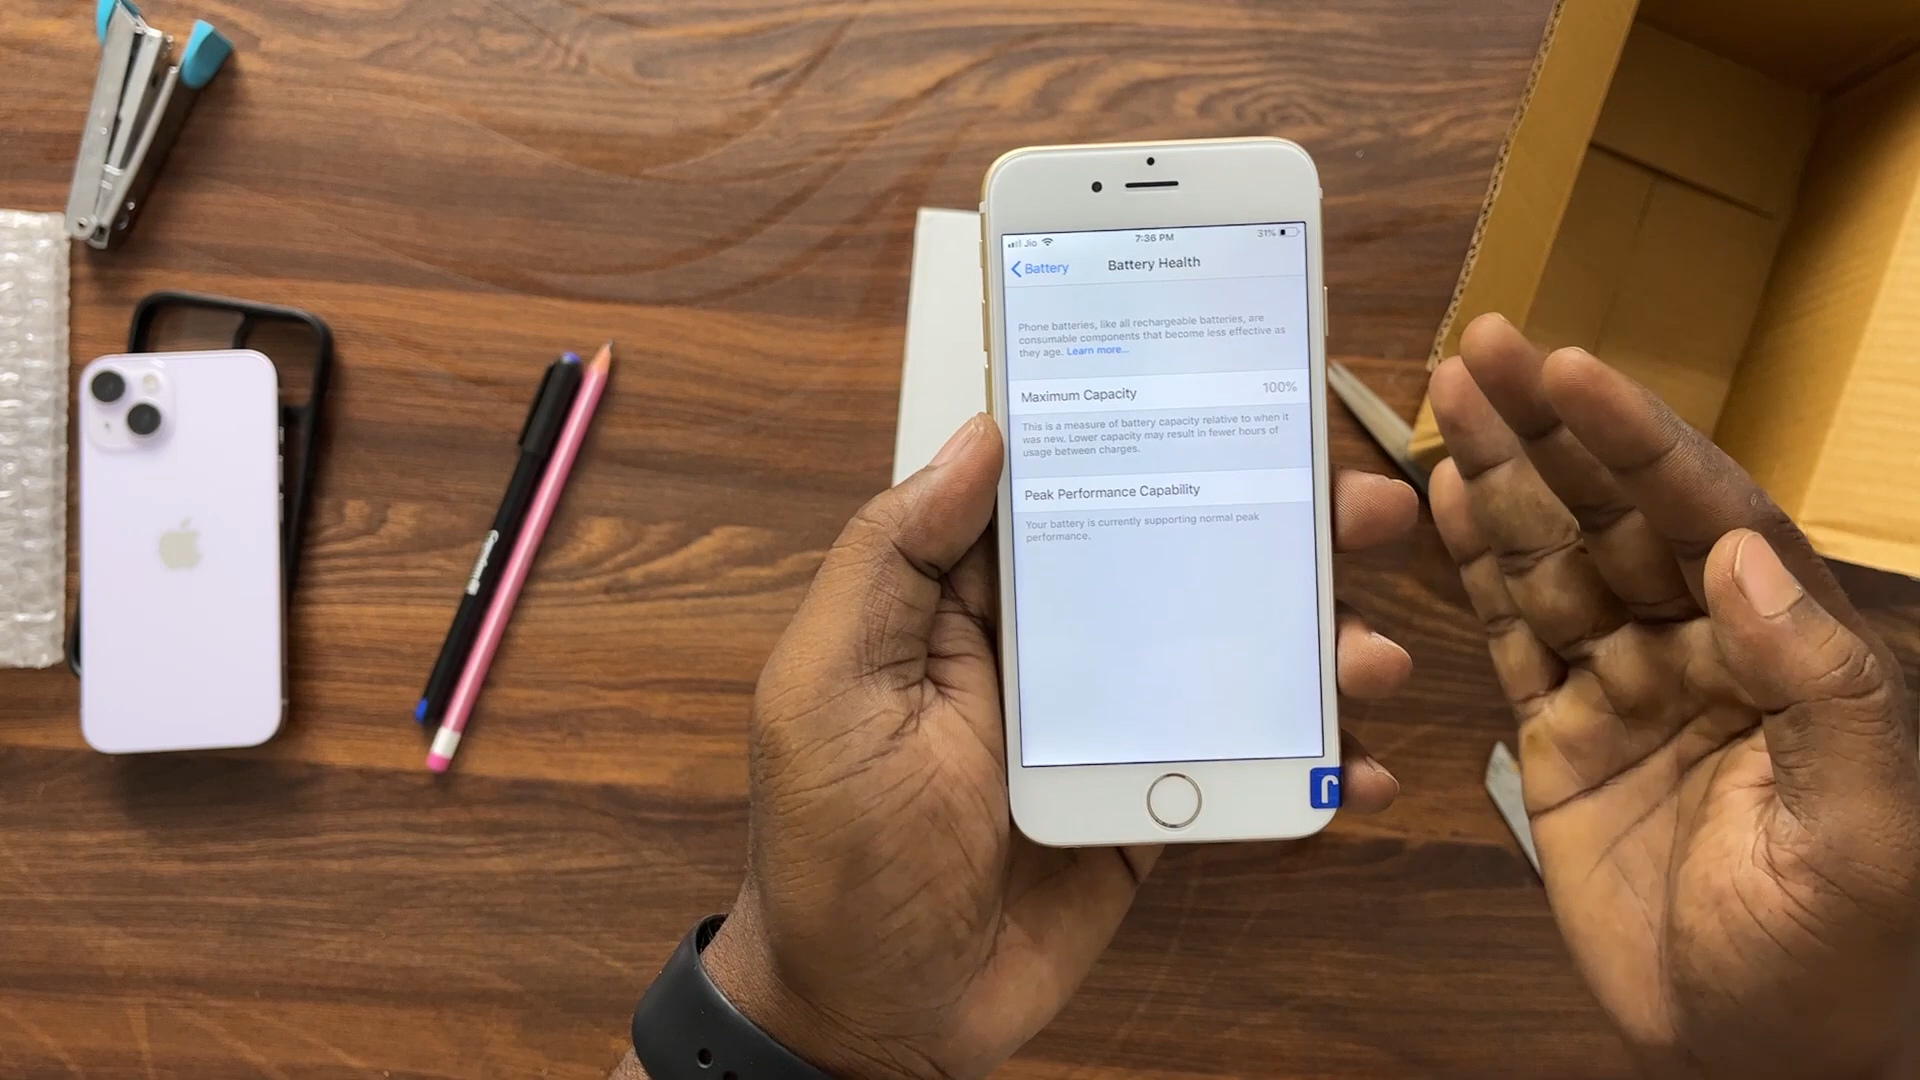 Jio
7:36 PM
31%
Battery
Battery Health
Phone batteries, like all rechargeable batteries, are
consumable components that become less effective as
they age. Learn more...
Maximum Capacity 100%
This is a measure of battery capacity relative to when it
was new. Lower capacity may result in fewer hours of
usage between charges.
Peak Performance Capability
Your battery is currently supporting normal peak
performance.